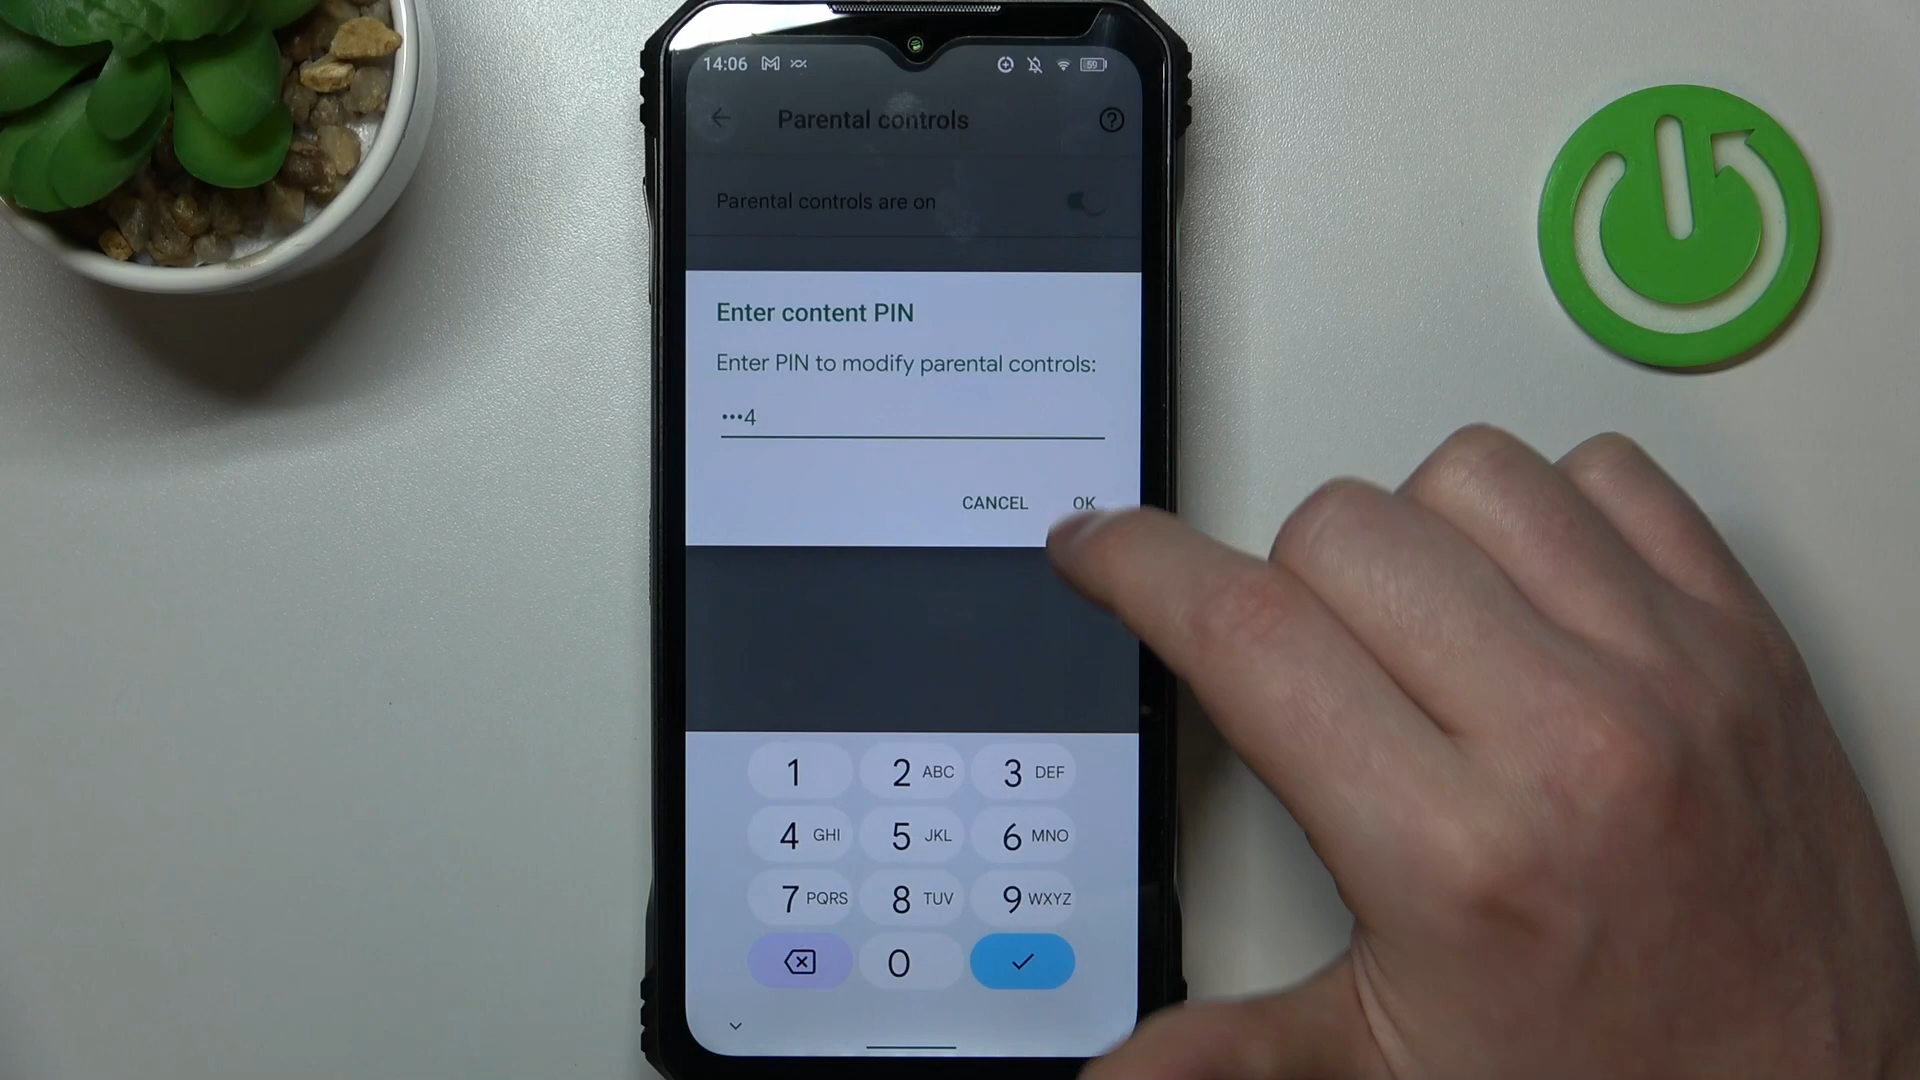 14:06
59
Parental controls
Parental controls are on
Enter content PIN
Enter PIN to modify parental controls:
•••4
CANCEL OK
1 2 ABC 3 DEF
4 GHI 5 JKL 6 MNO
7 PQRS 8 TUV 9 WXYZ
0